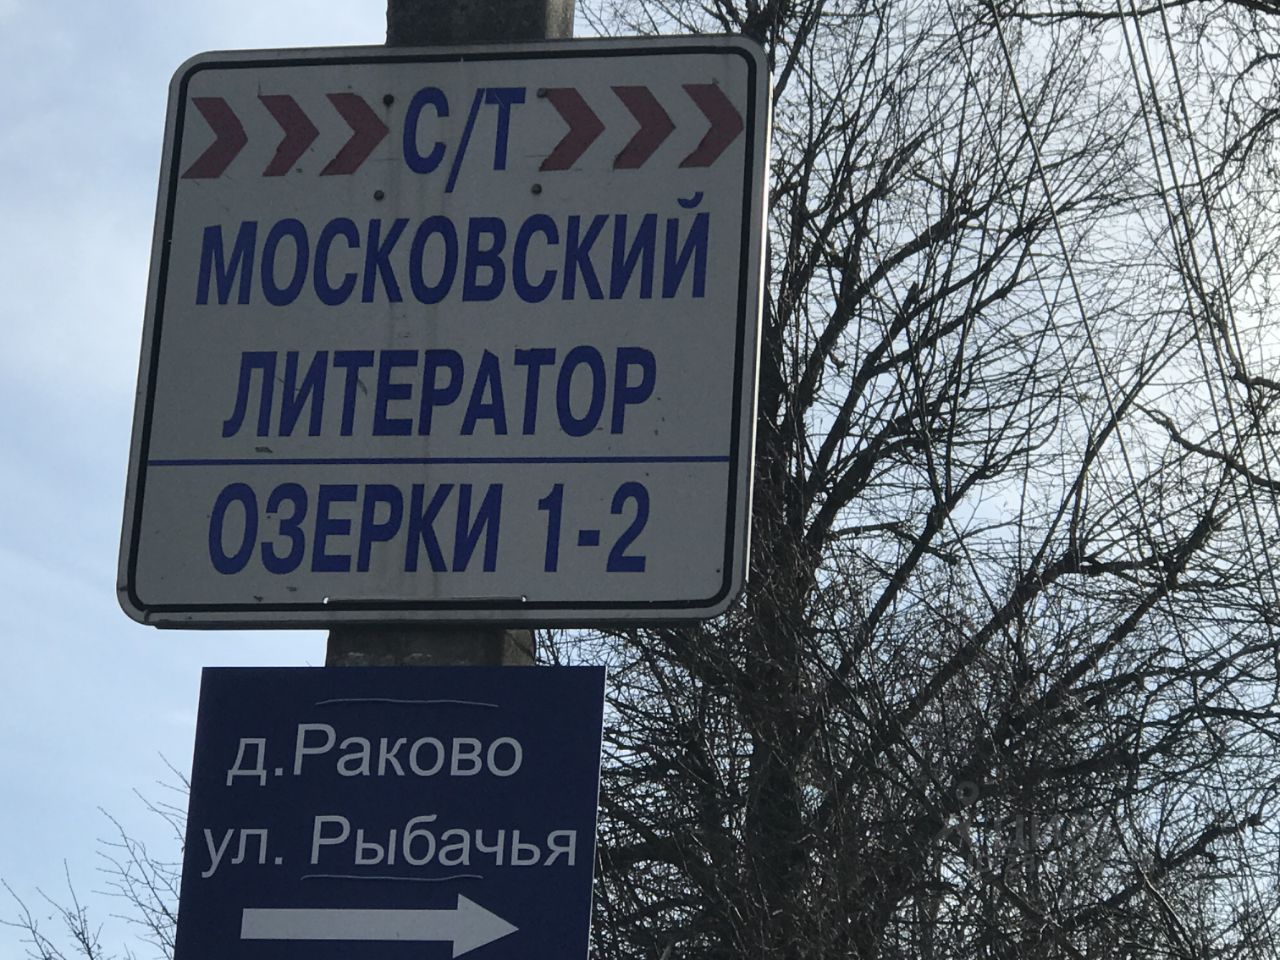 С/Т
МОСКОВСКИЙ
ЛИТЕРАТОР
ОЗЕРКИ 1-2
д.Раково
ул. Рыбачья